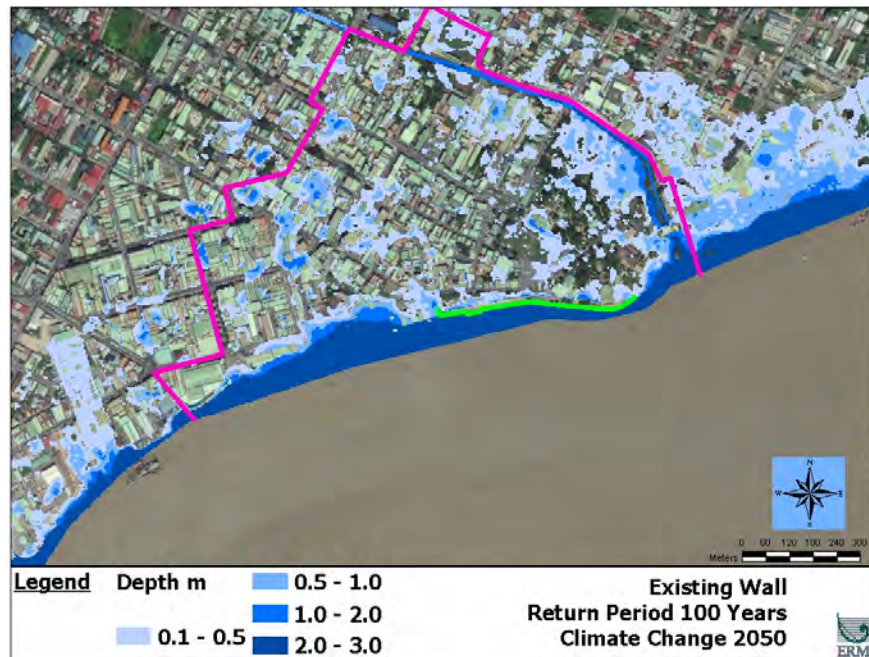 N
W E
S
0 60 120 180 240 300
Meters
Legend Depth m
0.1 - 0.5
0.5 - 1.0
1.0 - 2.0
2.0 - 3.0
Existing Wall
Return Period 100 Years
Climate Change 2050
ERM